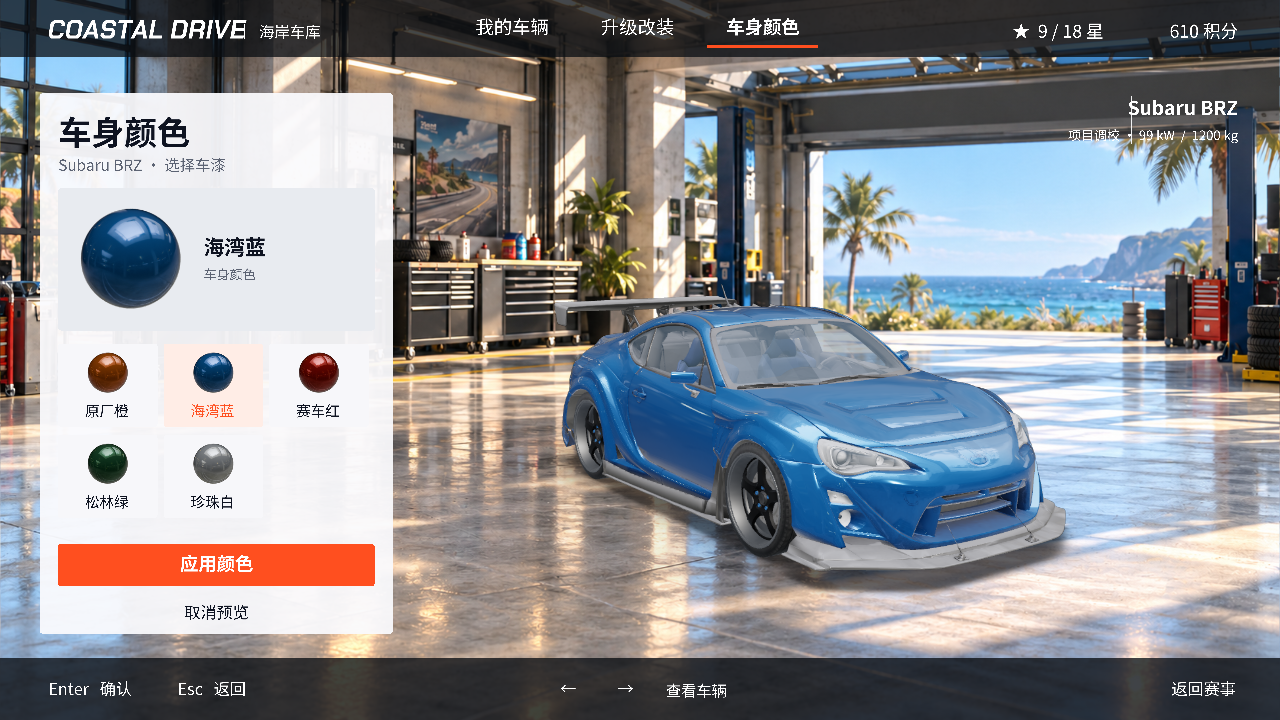 COASTAL DRIVE 海岸车库
我的车辆
升级改装
车身颜色
★ 9 / 18 星
610 积分
Subaru BRZ
项目调校 · 99 kW / 1200 kg
车身颜色
Subaru BRZ · 选择车漆
海湾蓝
车身颜色
原厂橙
海湾蓝
赛车红
松林绿
珍珠白
应用颜色
取消预览
Enter 确认
Esc 返回
← → 查看车辆
返回赛事